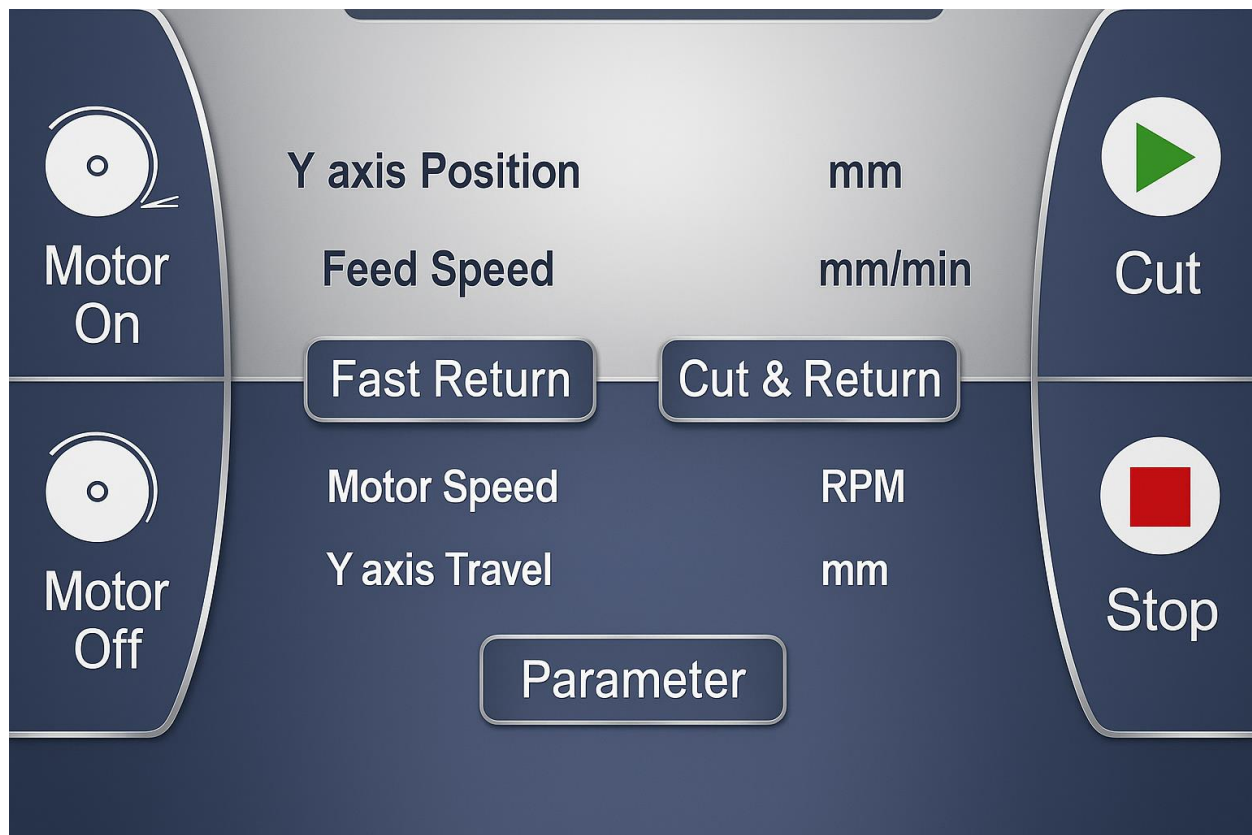 Motor
On
Y axis Position mm
Feed Speed mm/min
Cut
Fast Return
Cut & Return
Motor
Off
Motor Speed RPM
Y axis Travel mm
Stop
Parameter